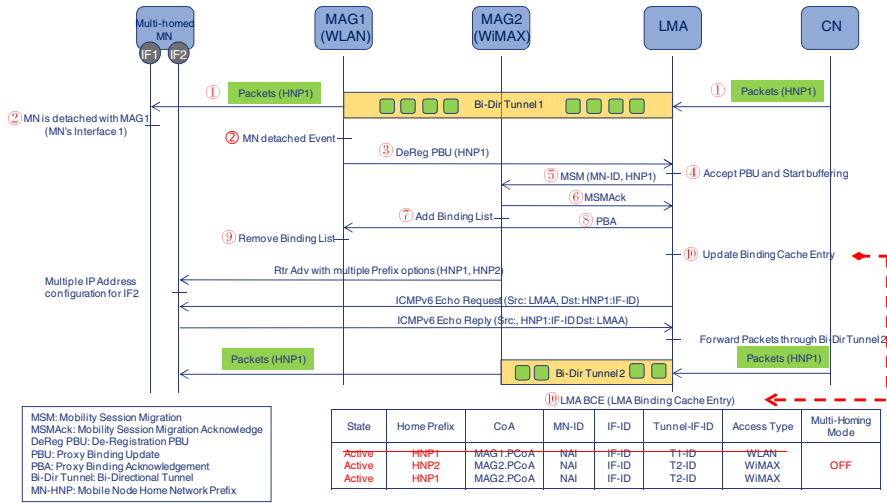 Multi-homed
MN
IF1
IF2
MAG1
(WLAN)
MAG2
(WiMAX)
LMA
CN
① Packets (HNP1)
Bi-Dir Tunnel 1
① Packets (HNP1)
② MN is detached with MAG1
(MN's Interface 1)
② MN detached Event
③ DeReg PBU (HNP1)
④ Accept PBU and Start buffering
⑤ MSM (MN-ID, HNP1)
⑥ MSMAck
⑦ Add Binding List
⑧ PBA
⑨ Remove Binding List
⑩ Update Binding Cache Entry
Rtr Adv with multiple Prefix options (HNP1, HNP2)
Multiple IP Address
configuration for IF2
ICMPv6 Echo Request (Src: LMAA, Dst: HNP1:IF-ID)
ICMPv6 Echo Reply (Src:, HNP1:IF-ID Dst: LMAA)
Forward Packets through Bi-Dir Tunnel 2
Packets (HNP1)
Bi-Dir Tunnel 2
Packets (HNP1)
⑩ LMA BCE (LMA Binding Cache Entry)
MSM: Mobility Session Migration
MSMAck: Mobility Session Migration Acknowledge
DeReg PBU: De-Registration PBU
PBU: Proxy Binding Update
PBA: Proxy Binding Acknowledgement
Bi-Dir Tunnel: Bi-Directional Tunnel
MN-HNP: Mobile Node Home Network Prefix
State Home Prefix CoA MN-ID IF-ID Tunnel-IF-ID Access Type Multi-Homing Mode
Active HNP1 MAG1.PCoA NAI IF-ID T1-ID WLAN
Active HNP2 MAG2.PCoA NAI IF-ID T2-ID WiMAX OFF
Active HNP1 MAG2.PCoA NAI IF-ID T2-ID WiMAX